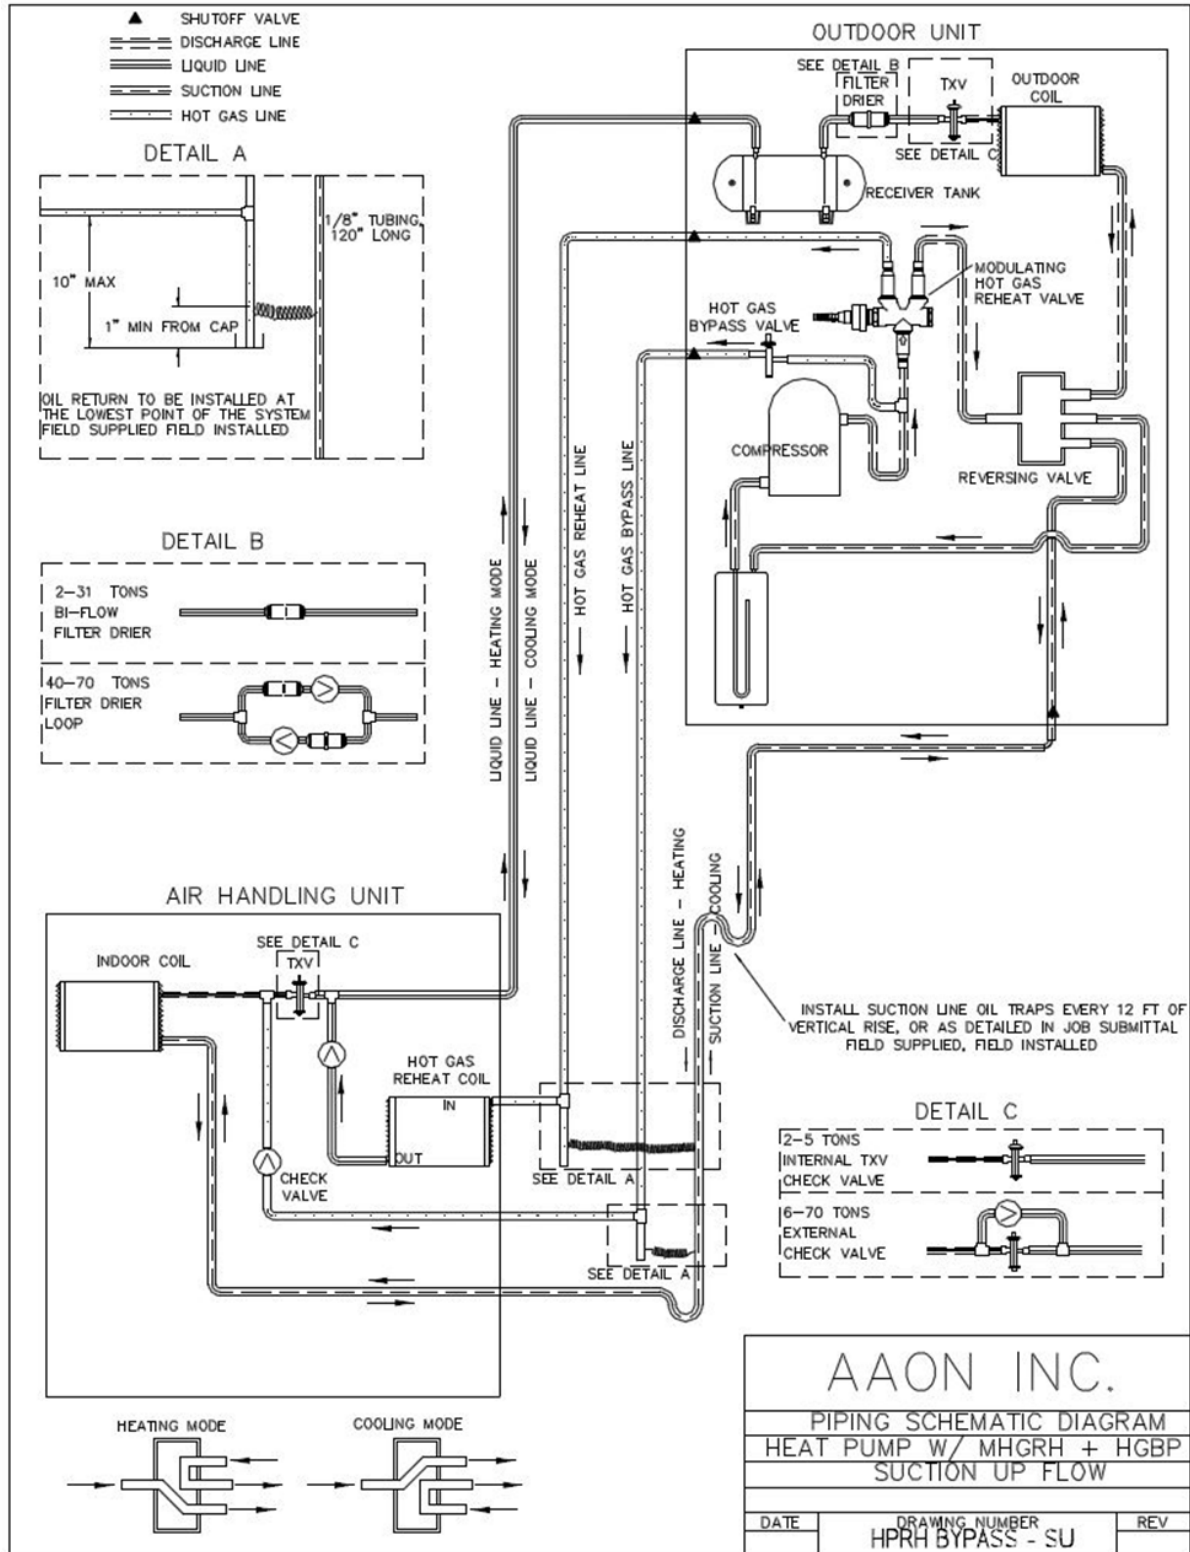 SHUTOFF VALVE
DISCHARGE LINE
LIQUID LINE
SUCTION LINE
HOT GAS LINE
DETAIL A
1/8" TUBING,
120" LONG
10" MAX
1" MIN FROM CAP
OIL RETURN TO BE INSTALLED AT
THE LOWEST POINT OF THE SYSTEM
FIELD SUPPLIED FIELD INSTALLED
DETAIL B
2-31 TONS
BI-FLOW
FILTER DRIER
40-70 TONS
FILTER DRIER
LOOP
OUTDOOR UNIT
SEE DETAIL B
FILTER
DRIER
TXV
SEE DETAIL C
OUTDOOR
COIL
RECEIVER TANK
MODULATING
HOT GAS
REHEAT VALVE
HOT GAS
BYPASS VALVE
COMPRESSOR
REVERSING VALVE
LIQUID LINE - HEATING MODE
LIQUID LINE - COOLING MODE
HOT GAS REHEAT LINE
HOT GAS BYPASS LINE
DISCHARGE LINE - HEATING
SUCTION LINE - COOLING
AIR HANDLING UNIT
INDOOR COIL
SEE DETAIL C
TXV
HOT GAS
REHEAT COIL
IN
OUT
CHECK
VALVE
SEE DETAIL A
SEE DETAIL A
INSTALL SUCTION LINE OIL TRAPS EVERY 12 FT OF
VERTICAL RISE, OR AS DETAILED IN JOB SUBMITTAL
FIELD SUPPLIED, FIELD INSTALLED
DETAIL C
2-5 TONS
INTERNAL TXV
CHECK VALVE
6-70 TONS
EXTERNAL
CHECK VALVE
HEATING MODE
COOLING MODE
AAON INC.
PIPING SCHEMATIC DIAGRAM
HEAT PUMP W/ MHGRH + HGBP
SUCTION UP FLOW
DATE
DRAWING NUMBER
REV
HPRH BYPASS - SU